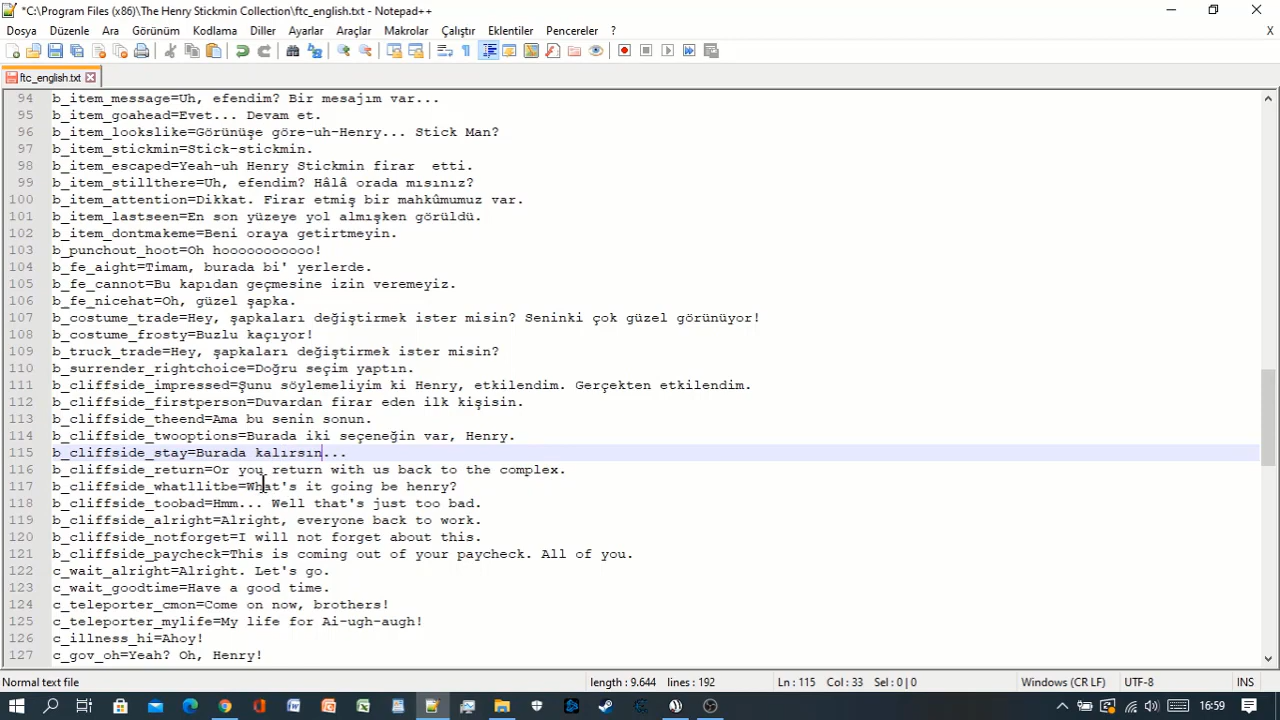 *C:\Program Files (x86)\The Henry Stickmin Collection\ftc_english.txt - Notepad++
Dosya Düzenle Ara Görünüm Kodlama Diller Ayarlar Araçlar Makrolar Çalıştır Eklentiler Pencereler ? X
ftc_english.txt
94 b_item_message=Uh, efendim? Bir mesajım var...
95 b_item_goahead=Evet... Devam et.
96 b_item_lookslike=Görünüşe göre-uh-Henry... Stick Man?
97 b_item_stickmin=Stick-stickmin.
98 b_item_escaped=Yeah-uh Henry Stickmin firar  etti.
99 b_item_stillthere=Uh, efendim? Hâlâ orada mısınız?
100 b_item_attention=Dikkat. Firar etmiş bir mahkûmumuz var.
101 b_item_lastseen=En son yüzeye yol almışken görüldü.
102 b_item_dontmakeme=Beni oraya getirtmeyin.
103 b_punchout_hoot=Oh hooooooooooo!
104 b_fe_aight=Timam, burada bi' yerlerde.
105 b_fe_cannot=Bu kapıdan geçmesine izin veremeyiz.
106 b_fe_nicehat=Oh, güzel şapka.
107 b_costume_trade=Hey, şapkaları değiştirmek ister misin? Seninki çok güzel görünüyor!
108 b_costume_frosty=Buzlu kaçıyor!
109 b_truck_trade=Hey, şapkaları değiştirmek ister misin?
110 b_surrender_rightchoice=Doğru seçim yaptın.
111 b_cliffside_impressed=Şunu söylemeliyim ki Henry, etkilendim. Gerçekten etkilendim.
112 b_cliffside_firstperson=Duvardan firar eden ilk kişisin.
113 b_cliffside_theend=Ama bu senin sonun.
114 b_cliffside_twooptions=Burada iki seçeneğin var, Henry.
115 b_cliffside_stay=Burada kalırsın...
116 b_cliffside_return=Or you return with us back to the complex.
117 b_cliffside_whatllitbe=What's it going be henry?
118 b_cliffside_toobad=Hmm... Well that's just too bad.
119 b_cliffside_alright=Alright, everyone back to work.
120 b_cliffside_notforget=I will not forget about this.
121 b_cliffside_paycheck=This is coming out of your paycheck. All of you.
122 c_wait_alright=Alright. Let's go.
123 c_wait_goodtime=Have a good time.
124 c_teleporter_cmon=Come on now, brothers!
125 c_teleporter_mylife=My life for Ai-ugh-augh!
126 c_illness_hi=Ahoy!
127 c_gov_oh=Yeah? Oh, Henry!
Normal text file length : 9.644 lines : 192 Ln : 115 Col : 33 Sel : 0 | 0 Windows (CR LF) UTF-8 INS
16:59